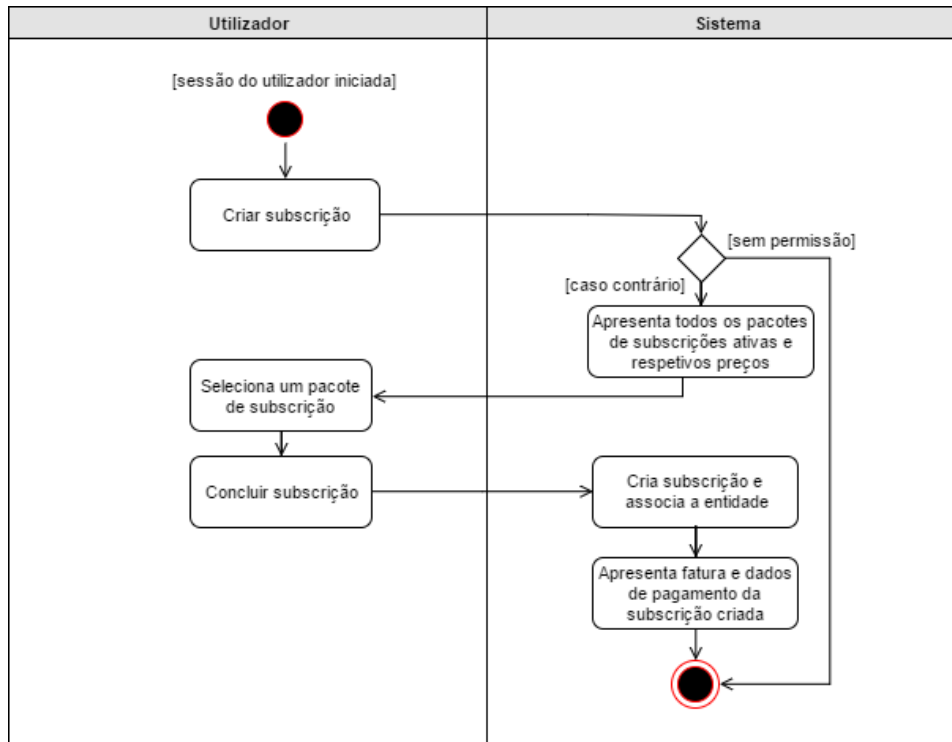 Utilizador
Sistema
[sessão do utilizador iniciada]
Criar subscrição
[sem permissão]
[caso contrário]
Apresenta todos os pacotes
de subscrições ativas e
respetivos preços
Seleciona um pacote
de subscrição
Concluir subscrição
Cria subscrição e
associa a entidade
Apresenta fatura e dados
de pagamento da
subscrição criada